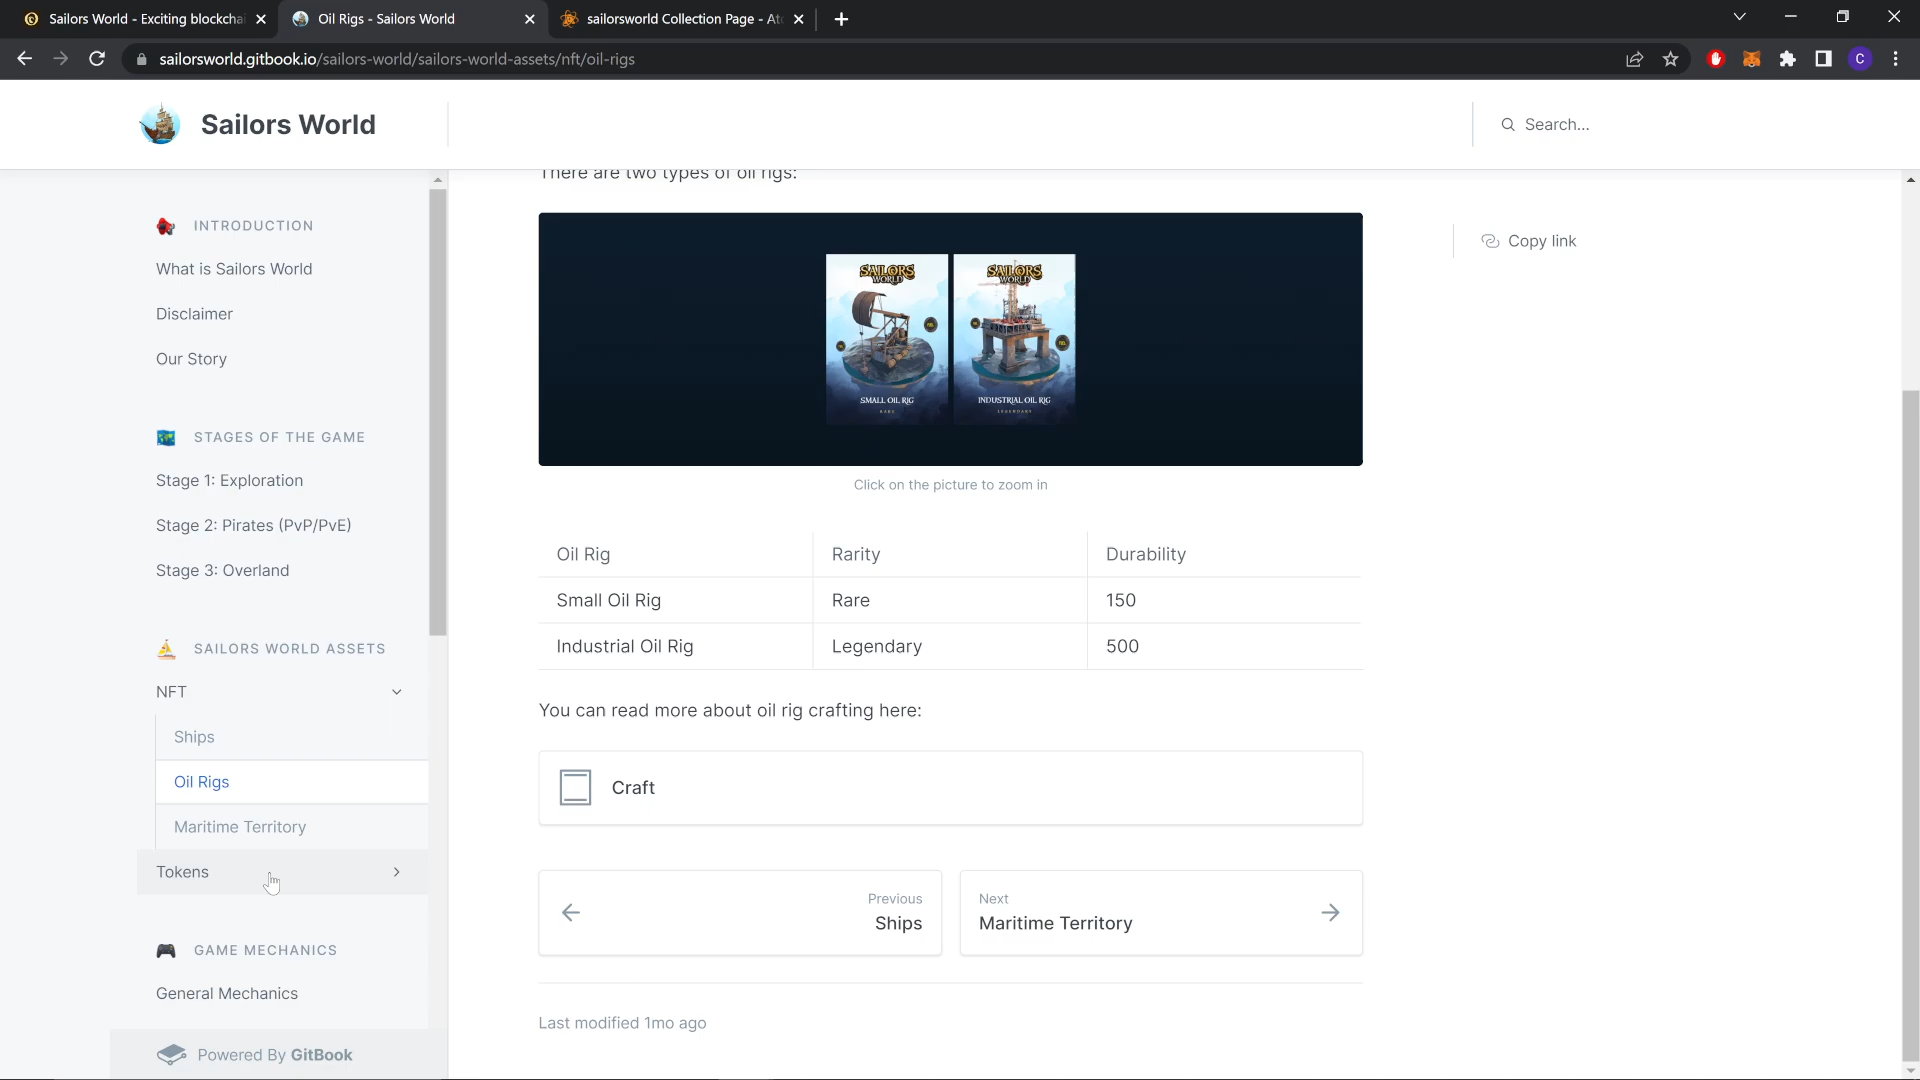 Sailors World - Exciting blockcha
Oil Rigs - Sailors World
sailorsworld Collection Page - At
sailorsworld.gitbook.io/sailors-world/sailors-world-assets/nft/oil-rigs
C
Sailors World
Search...
INTRODUCTION
What is Sailors World
Disclaimer
Our Story
STAGES OF THE GAME
Stage 1: Exploration
Stage 2: Pirates (PvP/PvE)
Stage 3: Overland
SAILORS WORLD ASSETS
NFT
Ships
Oil Rigs
Maritime Territory
Tokens
GAME MECHANICS
General Mechanics
Powered By GitBook
There are two types of oil rigs:
SAILORS WORLD
SMALL OIL RIG
RARE
SAILORS WORLD
INDUSTRIAL OIL RIG
LEGENDARY
Click on the picture to zoom in
Oil Rig Rarity Durability
Small Oil Rig Rare 150
Industrial Oil Rig Legendary 500
You can read more about oil rig crafting here:
Craft
Previous
Ships
Next
Maritime Territory
Last modified 1mo ago
Copy link